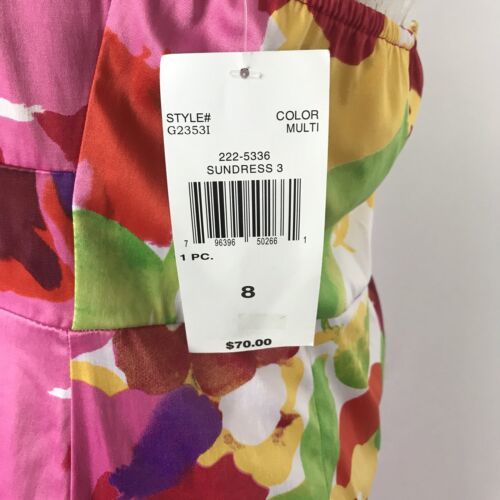 STYLE# COLOR
G2353I MULTI
222-5336
SUNDRESS 3
7 96396 50266 1
1 PC.
8
$70.00